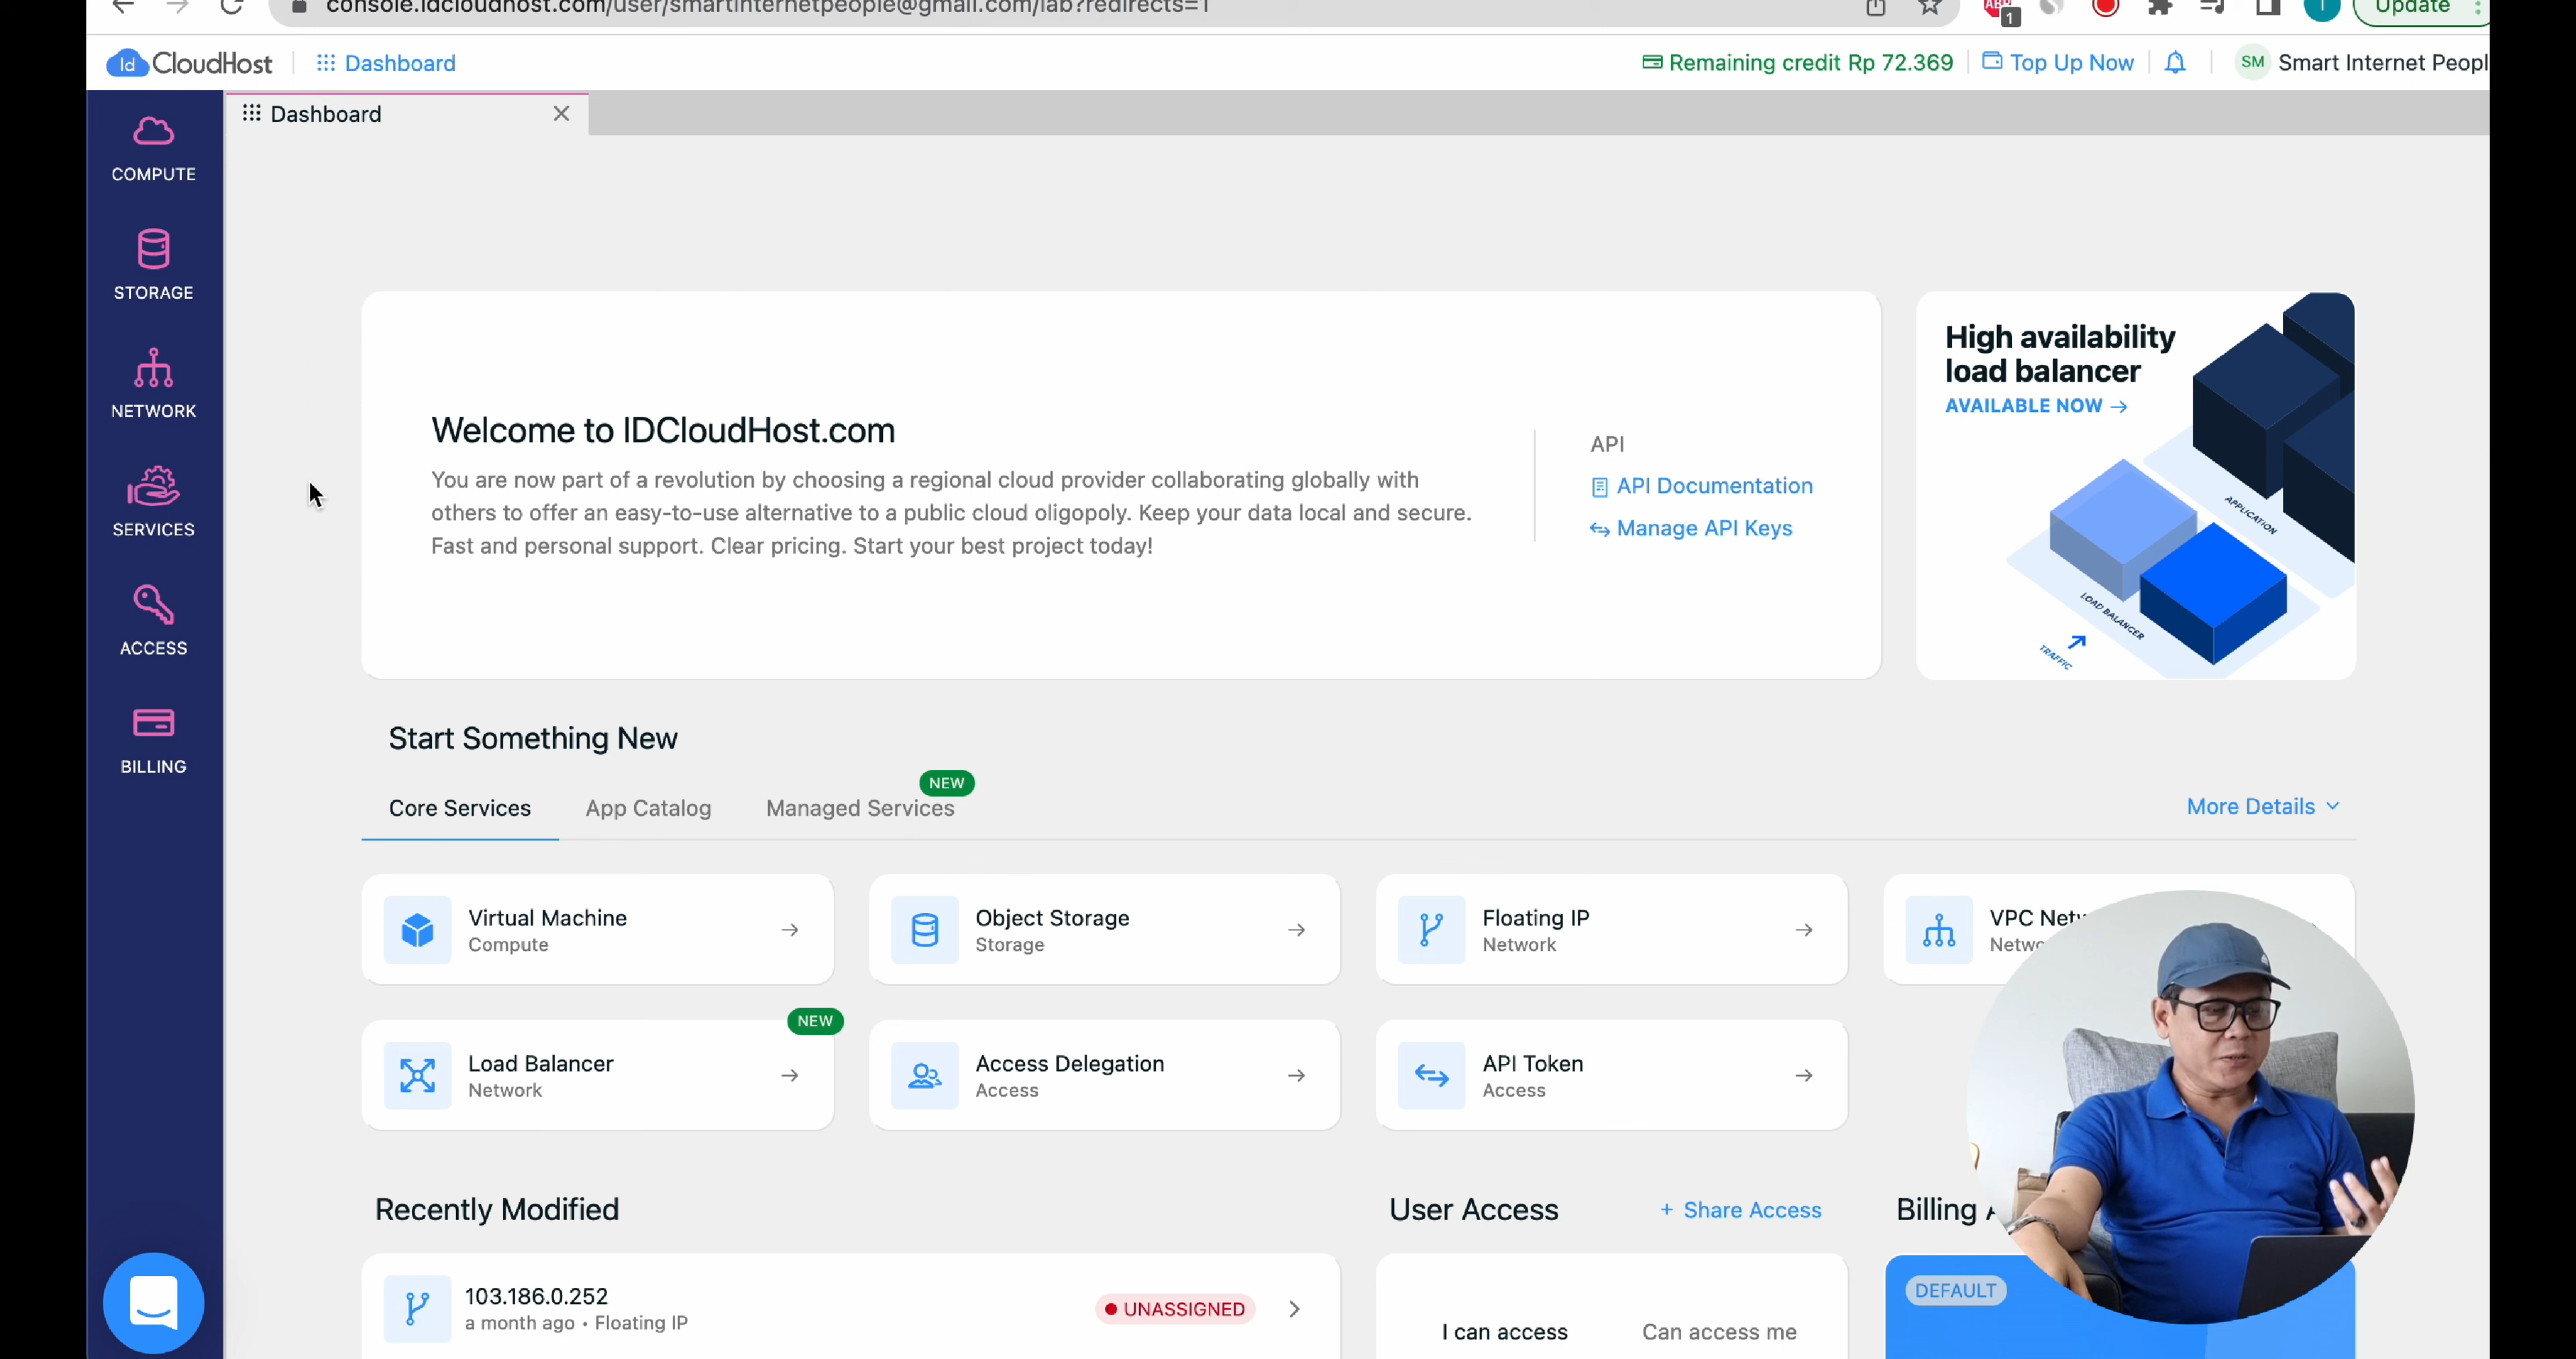 console.idcloudhost.com/user/smartinternetpeople@gmail.com/lab?redirects=1
ABP
1
T
Update
Id CloudHost
Dashboard
Remaining credit Rp 72.369
Top Up Now
SM
Smart Internet Peopl
Dashboard
COMPUTE
STORAGE
NETWORK
SERVICES
ACCESS
BILLING
Welcome to IDCloudHost.com
You are now part of a revolution by choosing a regional cloud provider collaborating globally with
others to offer an easy-to-use alternative to a public cloud oligopoly. Keep your data local and secure.
Fast and personal support. Clear pricing. Start your best project today!
API
API Documentation
Manage API Keys
High availability
load balancer
AVAILABLE NOW →
APPLICATION
LOAD BALANCER
TRAFFIC
Start Something New
Core Services
App Catalog
Managed Services
NEW
More Details
Virtual Machine
Compute
Object Storage
Storage
Floating IP
Network
VPC Netw
Netwo
Load Balancer
Network
NEW
Access Delegation
Access
API Token
Access
Recently Modified
103.186.0.252
a month ago • Floating IP
UNASSIGNED
User Access
+ Share Access
I can access
Can access me
Billing A
DEFAULT